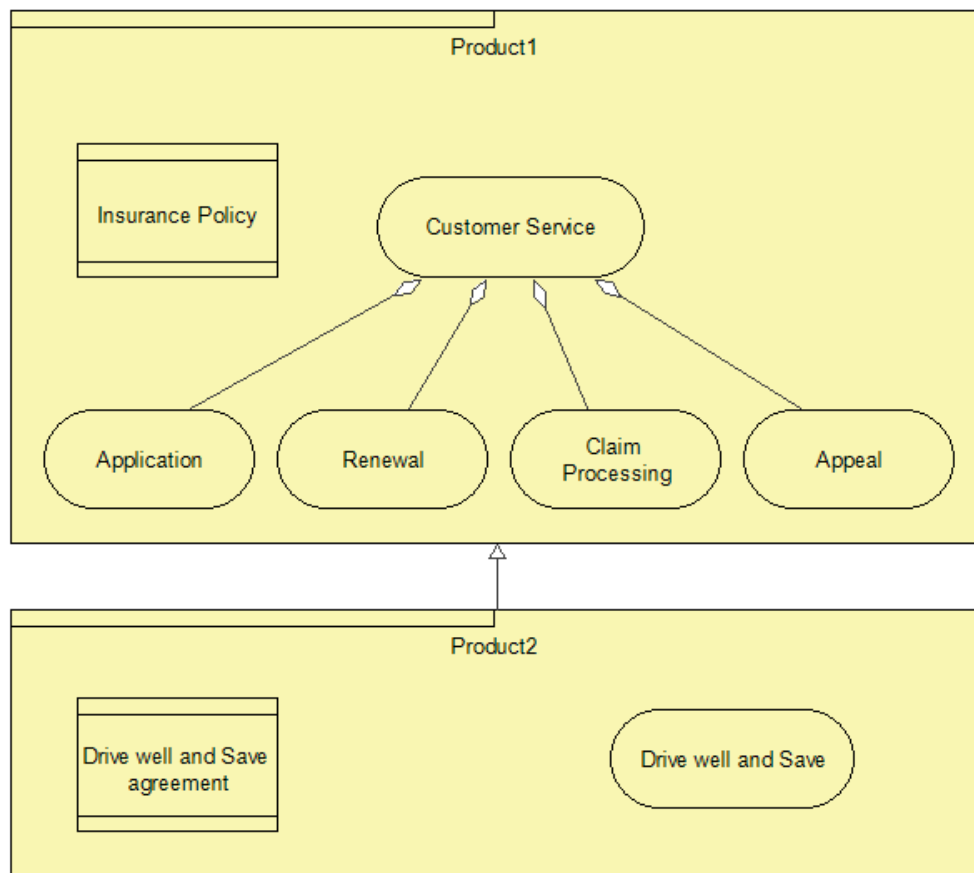 Product1
Insurance Policy
Customer Service
Application
Renewal
Claim
Processing
Appeal
Product2
Drive well and Save
agreement
Drive well and Save